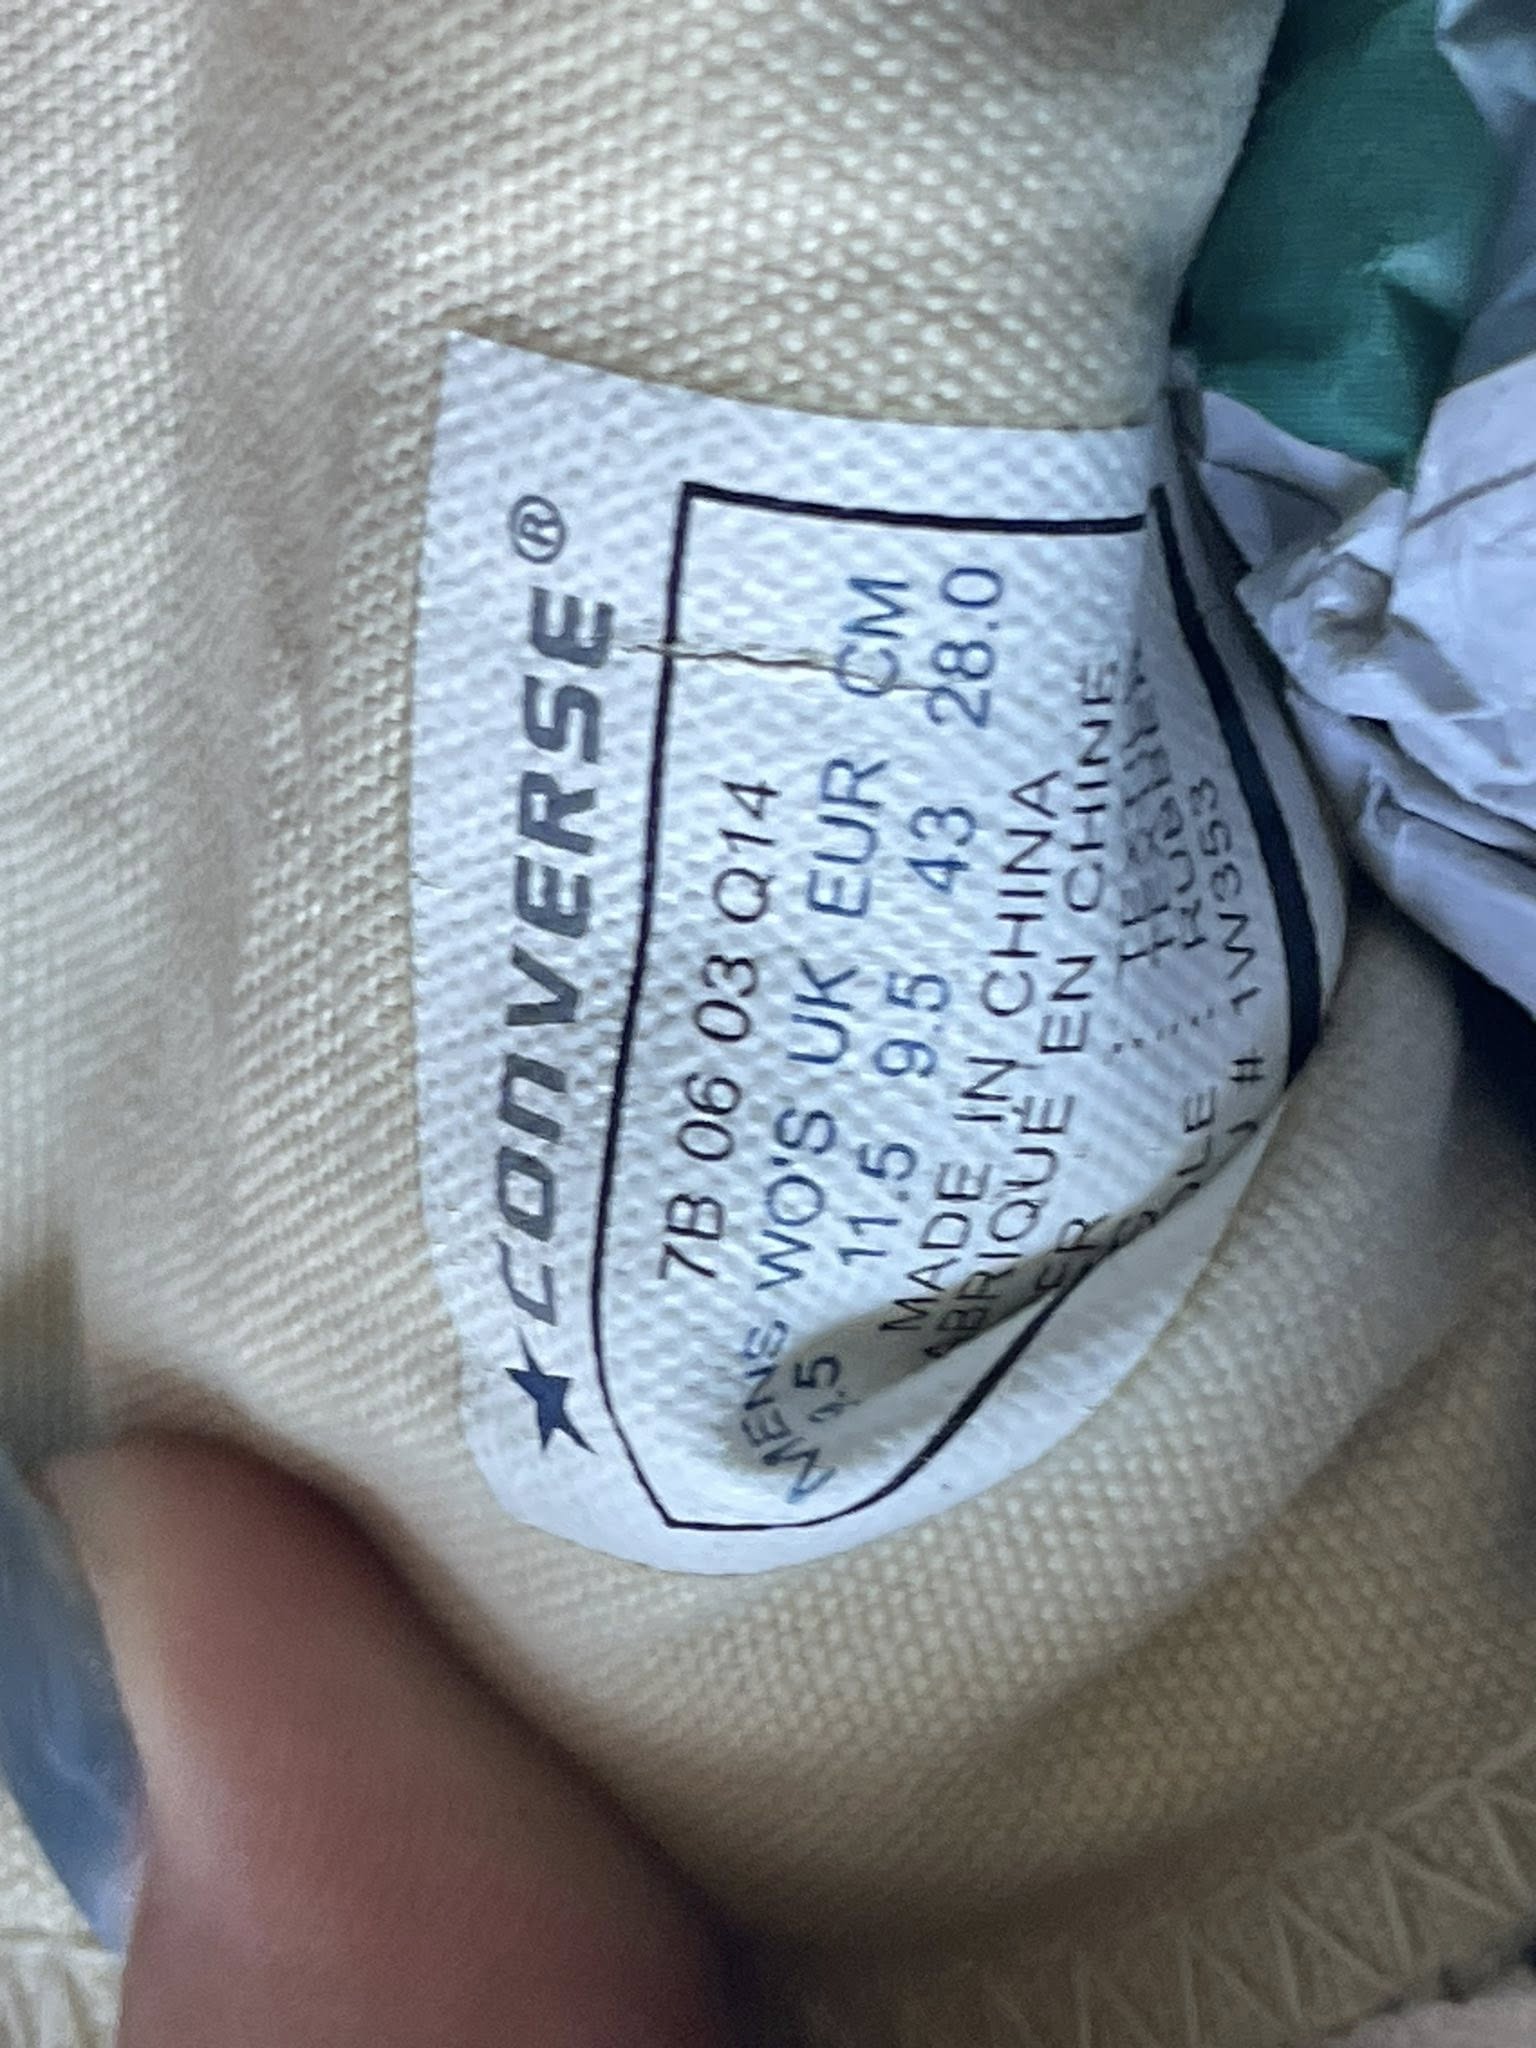 CONVERSE®
7B 06 03 Q14
MENS WO'S UK EUR CM
9.5 11.5 9.5 43 28.0
MADE IN CHINA
FABRIQUÉ EN CHINE
SOLE
# 1W353